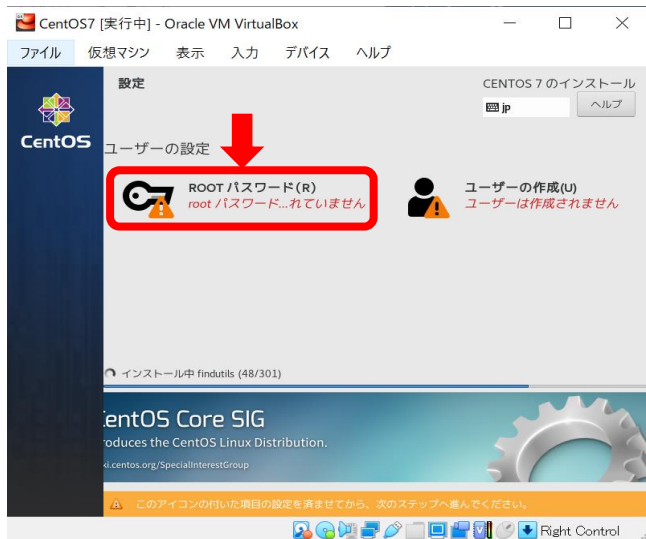 CentOS7 [実行中] - Oracle VM VirtualBox
ファイル 仮想マシン 表示 入力 デバイス ヘルプ
設定
CENTOS 7 のインストール
jp
ヘルプ
CentOS
ユーザーの設定
ROOT パスワード(R)
root パスワード...れていません
ユーザーの作成(U)
ユーザーは作成されません
インストール中 findutils (48/301)
entOS Core SIG
oduces the CentOS Linux Distribution.
ki.centos.org/SpecialInterestGroup
このアイコンの付いた項目の設定を済ませてから、次のステップへ進んでください。
Right Control